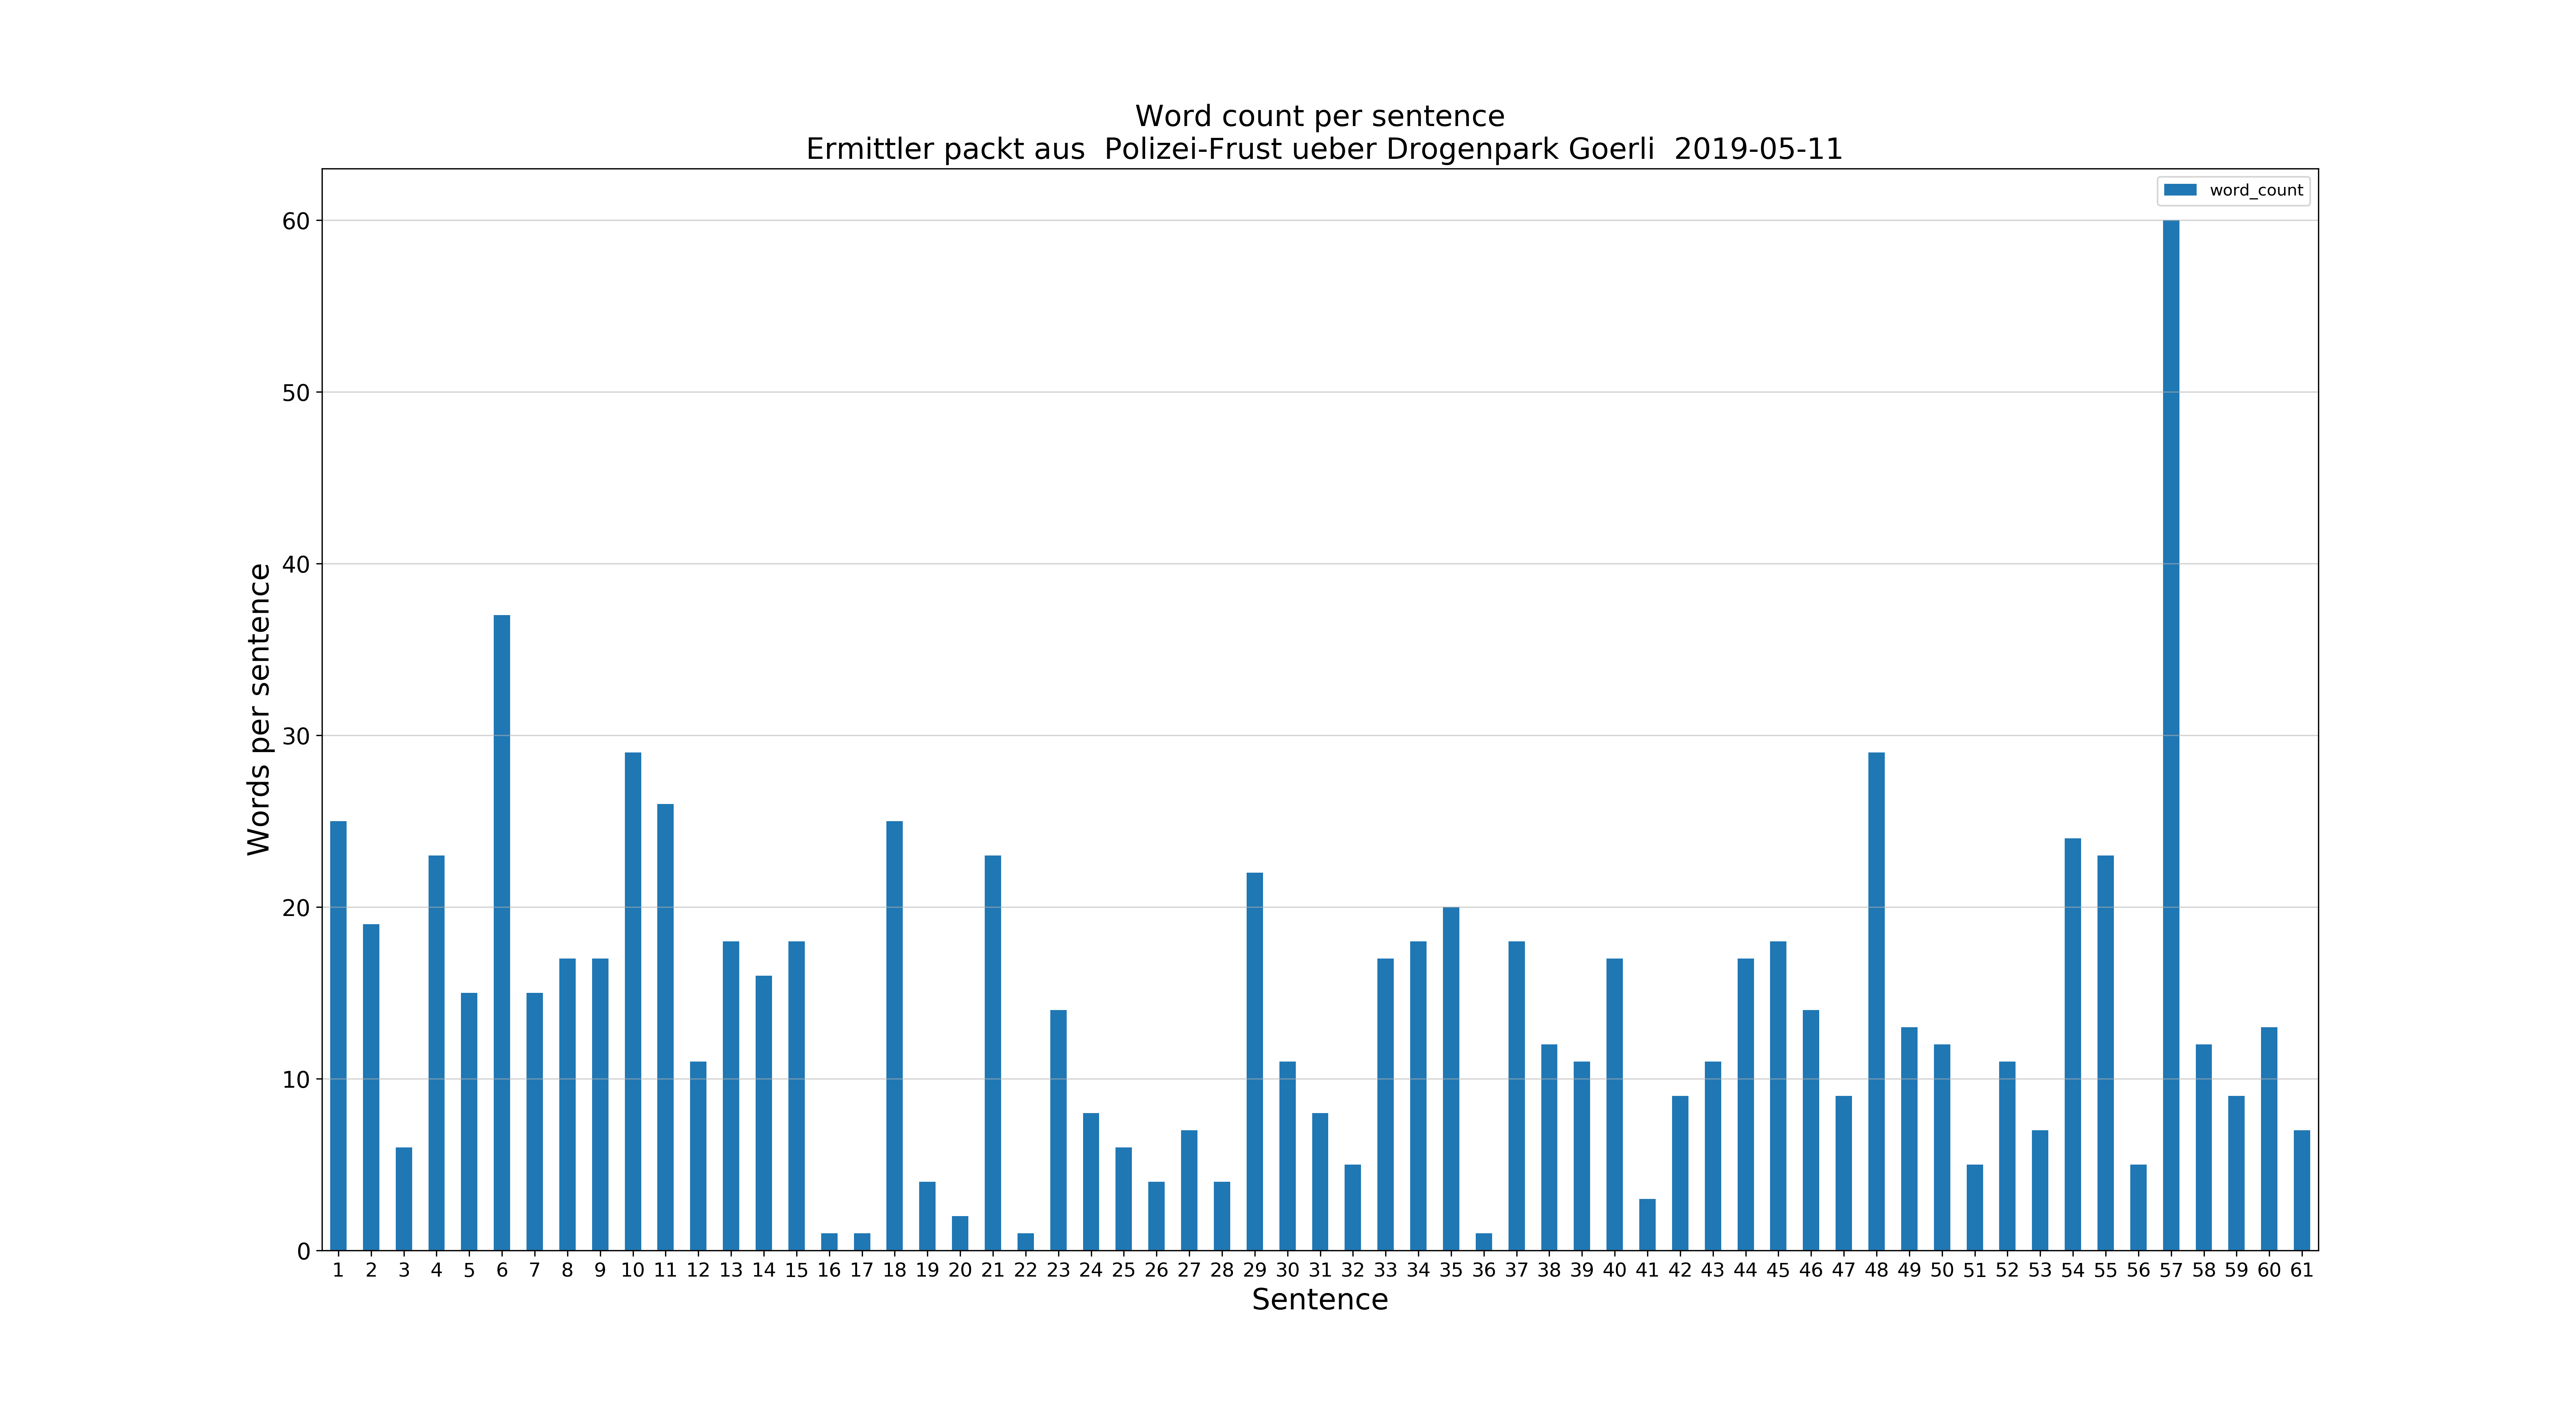 Word count per sentence
Ermittler packt aus  Polizei-Frust ueber Drogenpark Goerli  2019-05-11
word_count
60
50
40
30
20
10
0
Words per sentence
1 2 3 4 5 6 7 8 9 10 11 12 13 14 15 16 17 18 19 20 21 22 23 24 25 26 27 28 29 30 31 32 33 34 35 36 37 38 39 40 41 42 43 44 45 46 47 48 49 50 51 52 53 54 55 56 57 58 59 60 61
Sentence